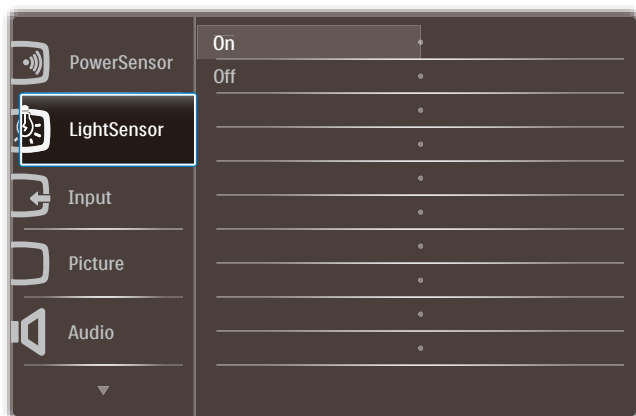 PowerSensor
LightSensor
Input
Picture
Audio
On
Off